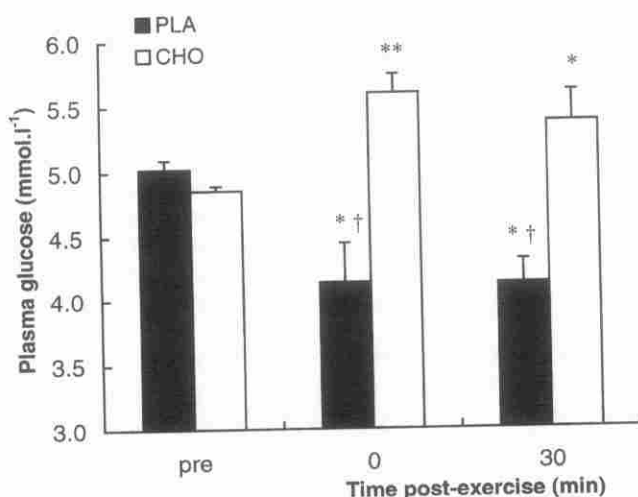 PLA
CHO
6.0
5.5
5.0
4.5
4.0
3.5
3.0
Plasma glucose (mmol.l⁻¹)
**
*
* †
* †
pre
0
30
Time post-exercise (min)